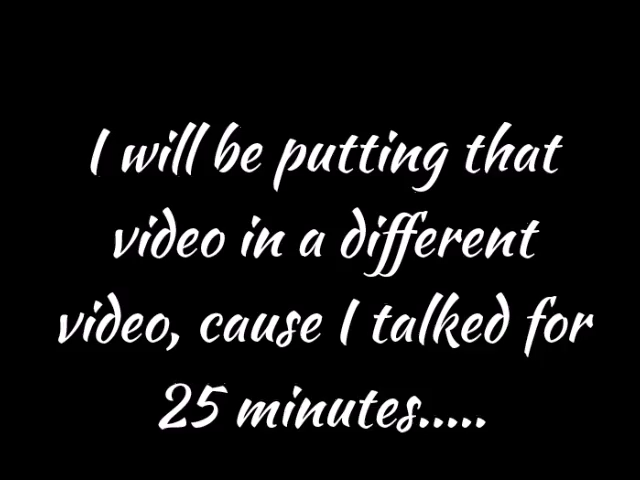 I will be putting that
video in a different
video, cause I talked for
25 minutes.....